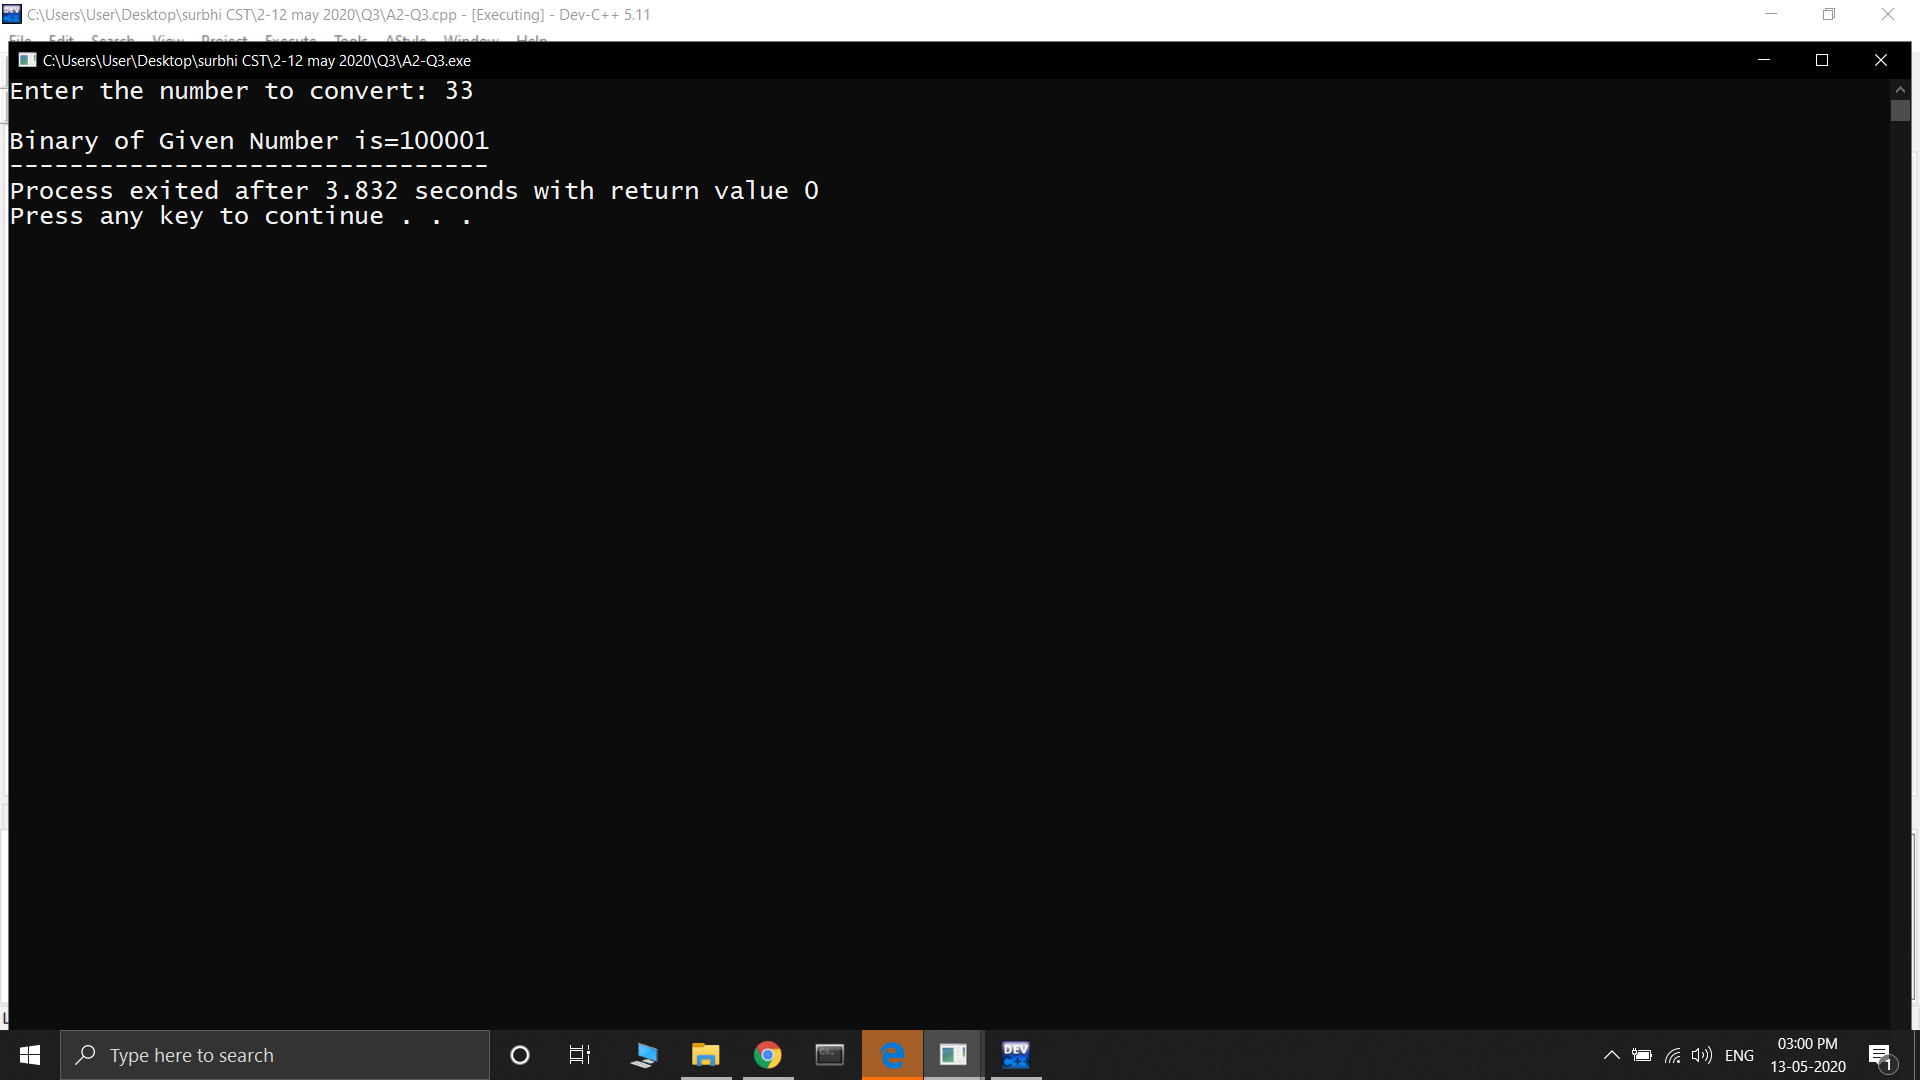 C:\Users\User\Desktop\surbhi CST\2-12 may 2020\Q3\A2-Q3.cpp - [Executing] - Dev-C++ 5.11
File Edit Search View Project Execute Tools AStyle Window Help
C:\Users\User\Desktop\surbhi CST\2-12 may 2020\Q3\A2-Q3.exe
Enter the number to convert: 33
Binary of Given Number is=100001
--------------------------------
Process exited after 3.832 seconds with return value 0
Press any key to continue . . .
Type here to search
DEV
C++
ENG
03:00 PM
13-05-2020
1